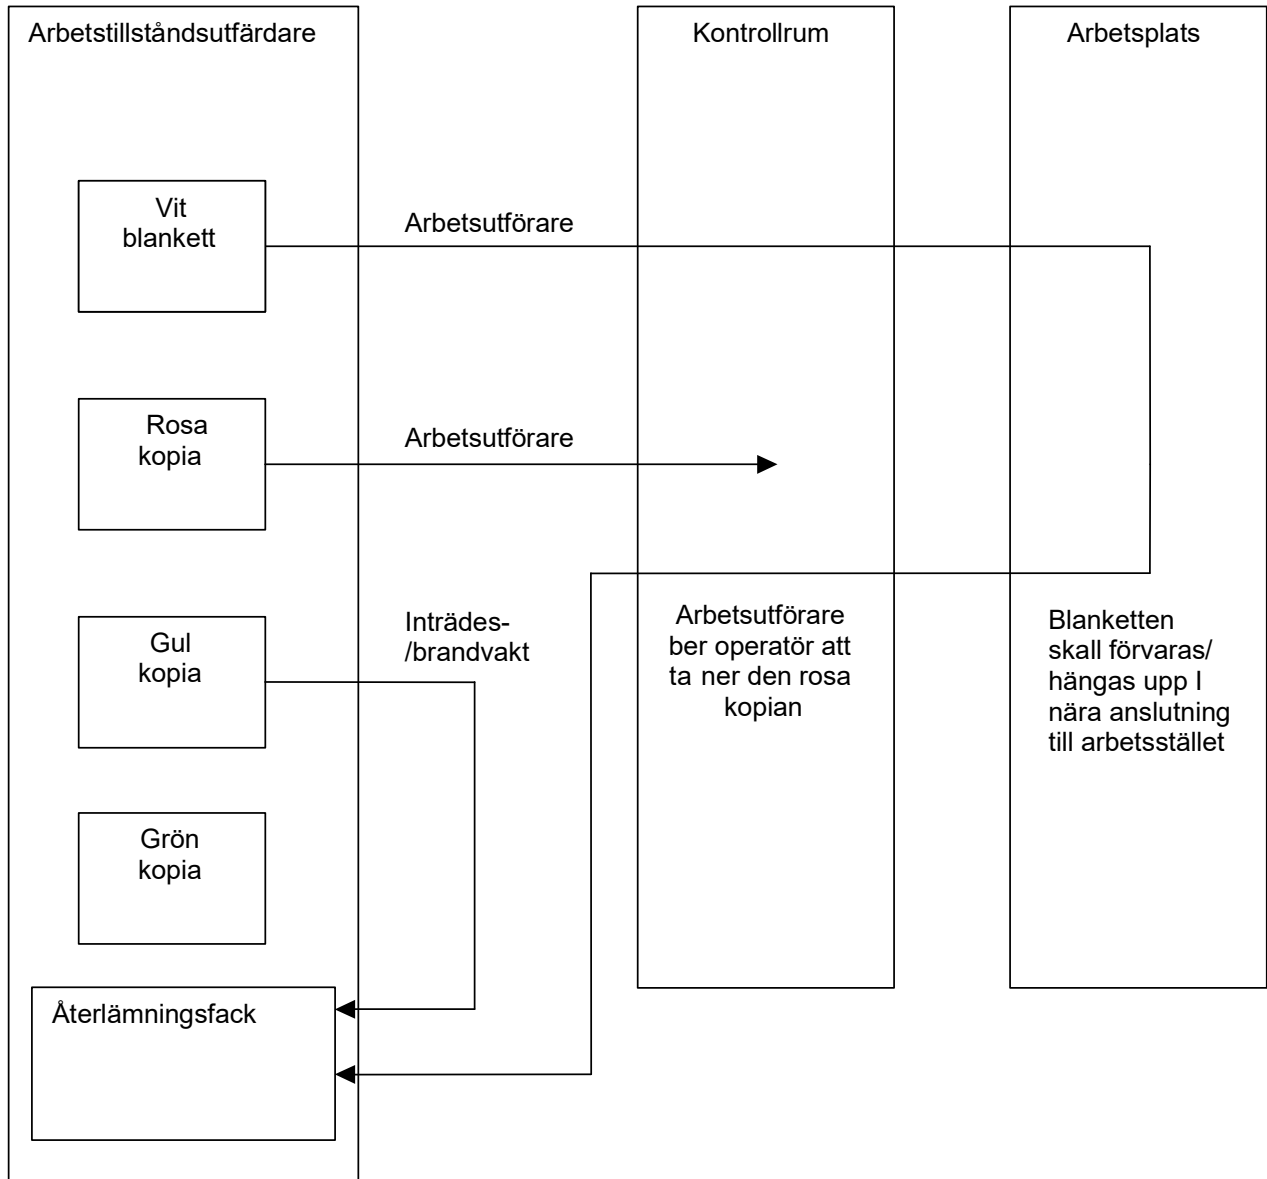 Arbetstillståndsutfärdare
Kontrollrum
Arbetsplats
Vit
blankett
Arbetsutförare
Rosa
kopia
Arbetsutförare
Gul
kopia
Inträdes-
/brandvakt
Arbetsutförare
ber operatör att
ta ner den rosa
kopian
Blanketten
skall förvaras/
hängas upp I
nära anslutning
till arbetsstället
Grön
kopia
Återlämningsfack